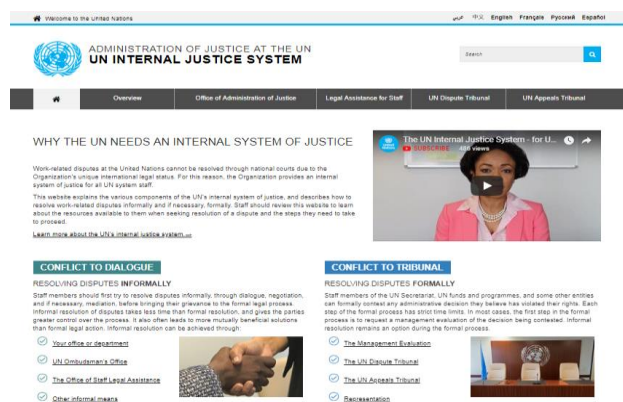 Welcome to the United Nations
عربي 中文 English Français Русский Español
ADMINISTRATION OF JUSTICE AT THE UN
UN INTERNAL JUSTICE SYSTEM
Search
Overview Office of Administration of Justice Legal Assistance for Staff UN Dispute Tribunal UN Appeals Tribunal
WHY THE UN NEEDS AN INTERNAL SYSTEM OF JUSTICE
Work-related disputes at the United Nations cannot be resolved through national courts due to the
Organization's unique international legal status. For this reason, the Organization provides an internal
system of justice for all UN system staff.
This website explains the various components of the UN's internal system of justice, and describes how to
resolve work-related disputes informally and if necessary, formally. Staff should review this website to learn
about the resources available to them when seeking resolution of a dispute and the steps they need to take
to proceed.
Learn more about the UN's internal justice system
The UN Internal Justice System - for U...
SUBSCRIBE 488 views
CONFLICT TO DIALOGUE
RESOLVING DISPUTES INFORMALLY
Staff members should first try to resolve disputes informally, through dialogue, negotiation,
and if necessary, mediation, before bringing their grievance to the formal legal process.
Informal resolution of disputes takes less time than formal resolution, and gives the parties
greater control over the process. It also often leads to more mutually beneficial solutions
than formal legal action. Informal resolution can be achieved through:
Your office or department
UN Ombudsman's Office
The Office of Staff Legal Assistance
Other informal means
CONFLICT TO TRIBUNAL
RESOLVING DISPUTES FORMALLY
Staff members of the UN Secretariat, UN funds and programmes, and some other entities
can formally contest any administrative decision they believe has violated their rights. Each
step of the formal process has strict time limits. In most cases, the first step in the formal
process is to request a management evaluation of the decision being contested. Informal
resolution remains an option during the formal process.
The Management Evaluation
The UN Dispute Tribunal
The UN Appeals Tribunal
Representation